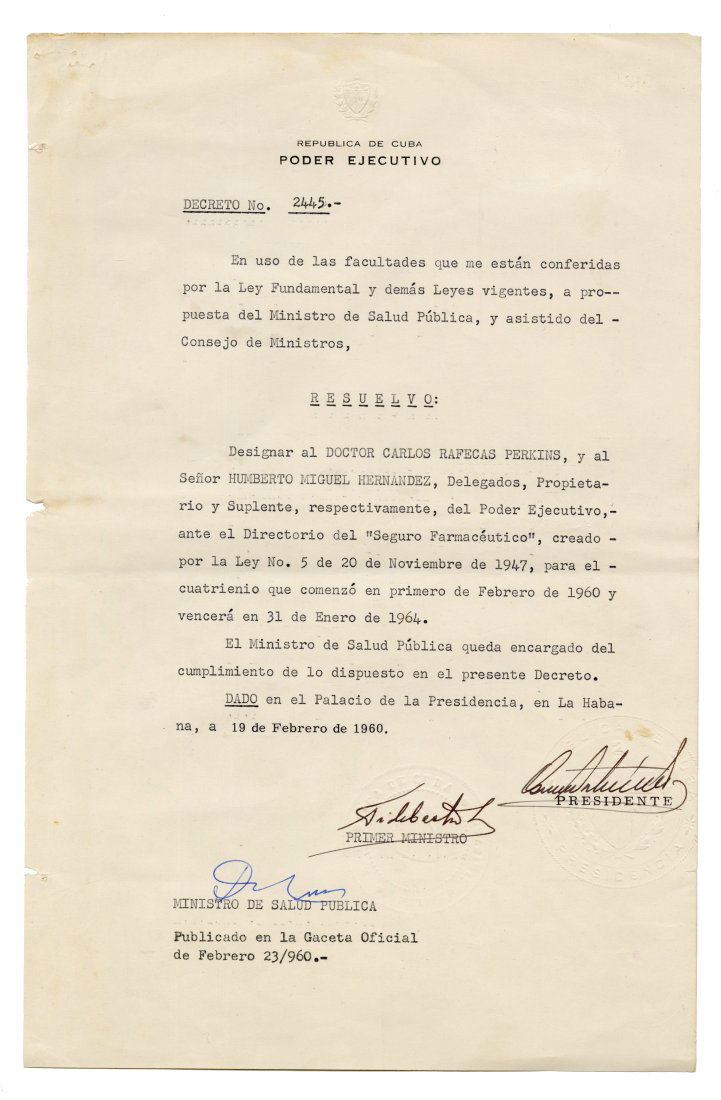 REPUBLICA DE CUBA
PODER EJECUTIVO
DECRETO No. 2445.-
En uso de las facultades que me están conferidas
por la Ley Fundamental y demás Leyes vigentes, a pro--
puesta del Ministro de Salud Pública, y asistido del -
Consejo de Ministros,
R E S U E L V O:
Designar al DOCTOR CARLOS RAFECAS PERKINS, y al
Señor HUMBERTO MIGUEL HERNANDEZ, Delegados, Propieta-
rio y Suplente, respectivamente, del Poder Ejecutivo,-
ante el Directorio del "Seguro Farmacéutico", creado -
por la Ley No. 5 de 20 de Noviembre de 1947, para el -
cuatrienio que comenzó en primero de Febrero de 1960 y
vencerá en 31 de Enero de 1964.
El Ministro de Salud Pública queda encargado del
cumplimiento de lo dispuesto en el presente Decreto.
DADO en el Palacio de la Presidencia, en La Haba-
na, a 19 de Febrero de 1960.
PRESIDENTE
PRIMER MINISTRO
MINISTRO DE SALUD PUBLICA
Publicado en la Gaceta Oficial
de Febrero 23/960.-